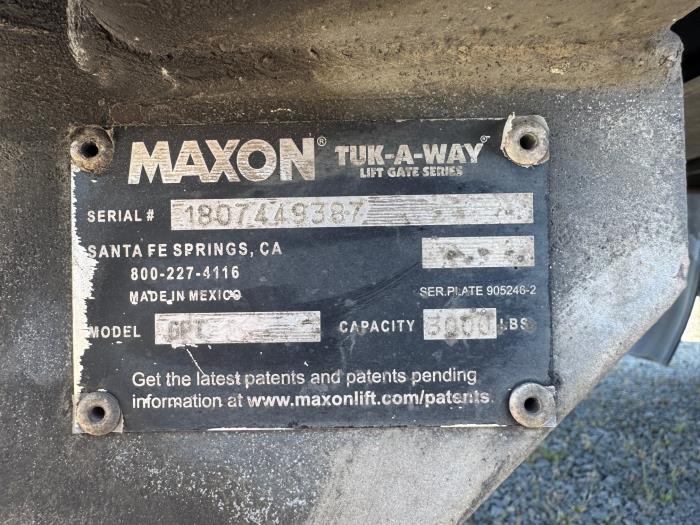 MAXON® TUK-A-WAY®
LIFT GATE SERIES
SERIAL # 1807449387
SANTA FE SPRINGS, CA
800-227-4116
MADE IN MEXICO
SER.PLATE 905246-2
MODEL GPT CAPACITY 3000 LBS
Get the latest patents and patents pending
information at www.maxonlift.com/patents.